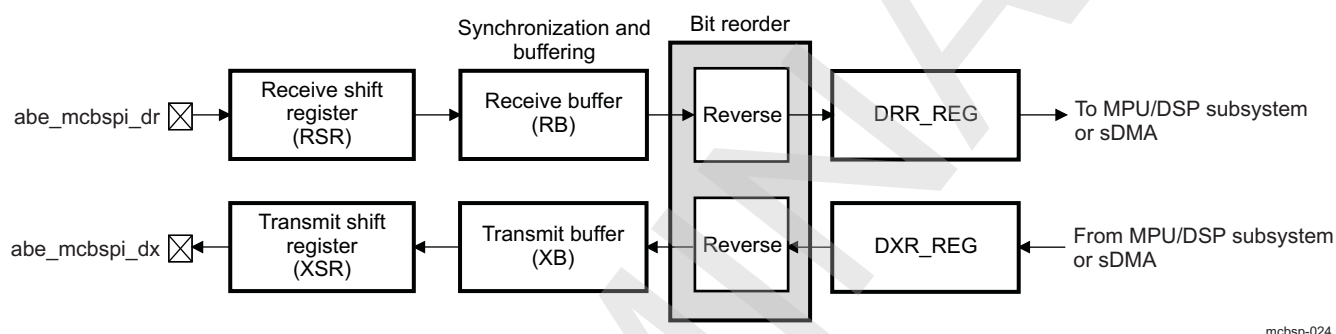 Synchronization and
buffering
Bit reorder
abe_mcbspi_dr
Receive shift
register
(RSR)
Receive buffer
(RB)
Reverse
DRR_REG
To MPU/DSP subsystem
or sDMA
abe_mcbspi_dx
Transmit shift
register
(XSR)
Transmit buffer
(XB)
Reverse
DXR_REG
From MPU/DSP subsystem
or sDMA
mcbsp-024